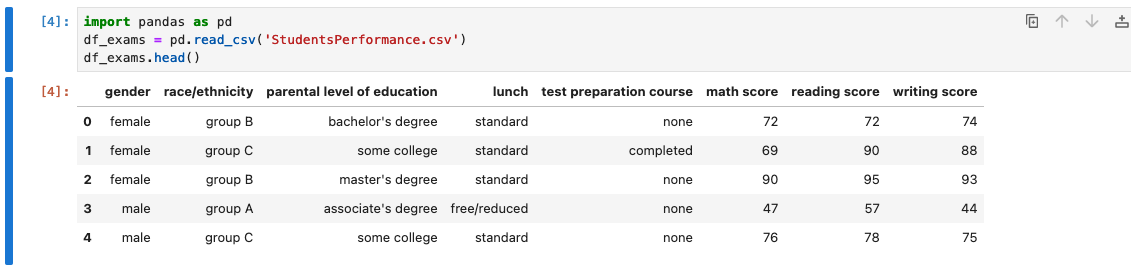 [4]: import pandas as pd
df_exams = pd.read_csv('StudentsPerformance.csv')
df_exams.head()
[4]: gender race/ethnicity parental level of education lunch test preparation course math score reading score writing score
0 female group B bachelor's degree standard none 72 72 74
1 female group C some college standard completed 69 90 88
2 female group B master's degree standard none 90 95 93
3 male group A associate's degree free/reduced none 47 57 44
4 male group C some college standard none 76 78 75